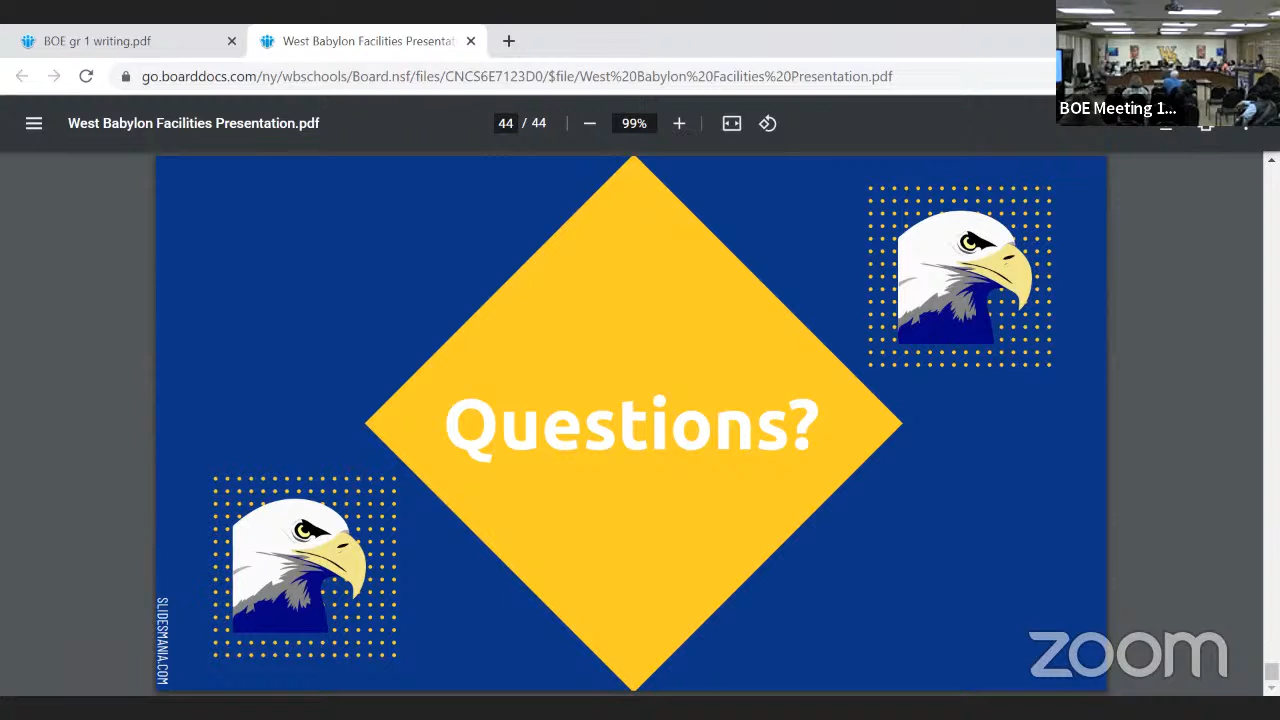 BOE gr 1 writing.pdf
West Babylon Facilities Presentat
go.boarddocs.com/ny/wbschools/Board.nsf/files/CNCS6E7123D0/$file/West%20Babylon%20Facilities%20Presentation.pdf
BOE Meeting 1...
West Babylon Facilities Presentation.pdf
44 / 44
99%
Questions?
SLIDESMANIA.COM
zoom